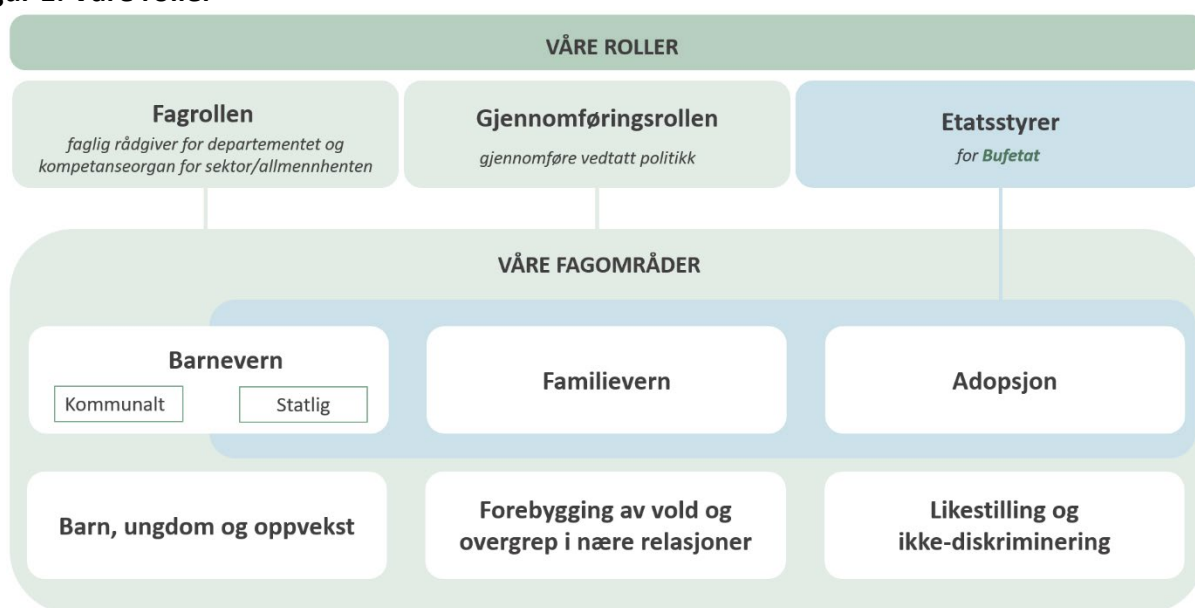 VÅRE ROLLER
Fagrollen
faglig rådgiver for departementet og
kompetanseorgan for sektor/allmennhenten
Gjennomføringsrollen
gjennomføre vedtatt politikk
Etatsstyrer
for Bufetat
VÅRE FAGOMRÅDER
Barnevern
Kommunalt
Statlig
Familievern
Adopsjon
Barn, ungdom og oppvekst
Forebygging av vold og
overgrep i nære relasjoner
Likestilling og
ikke-diskriminering